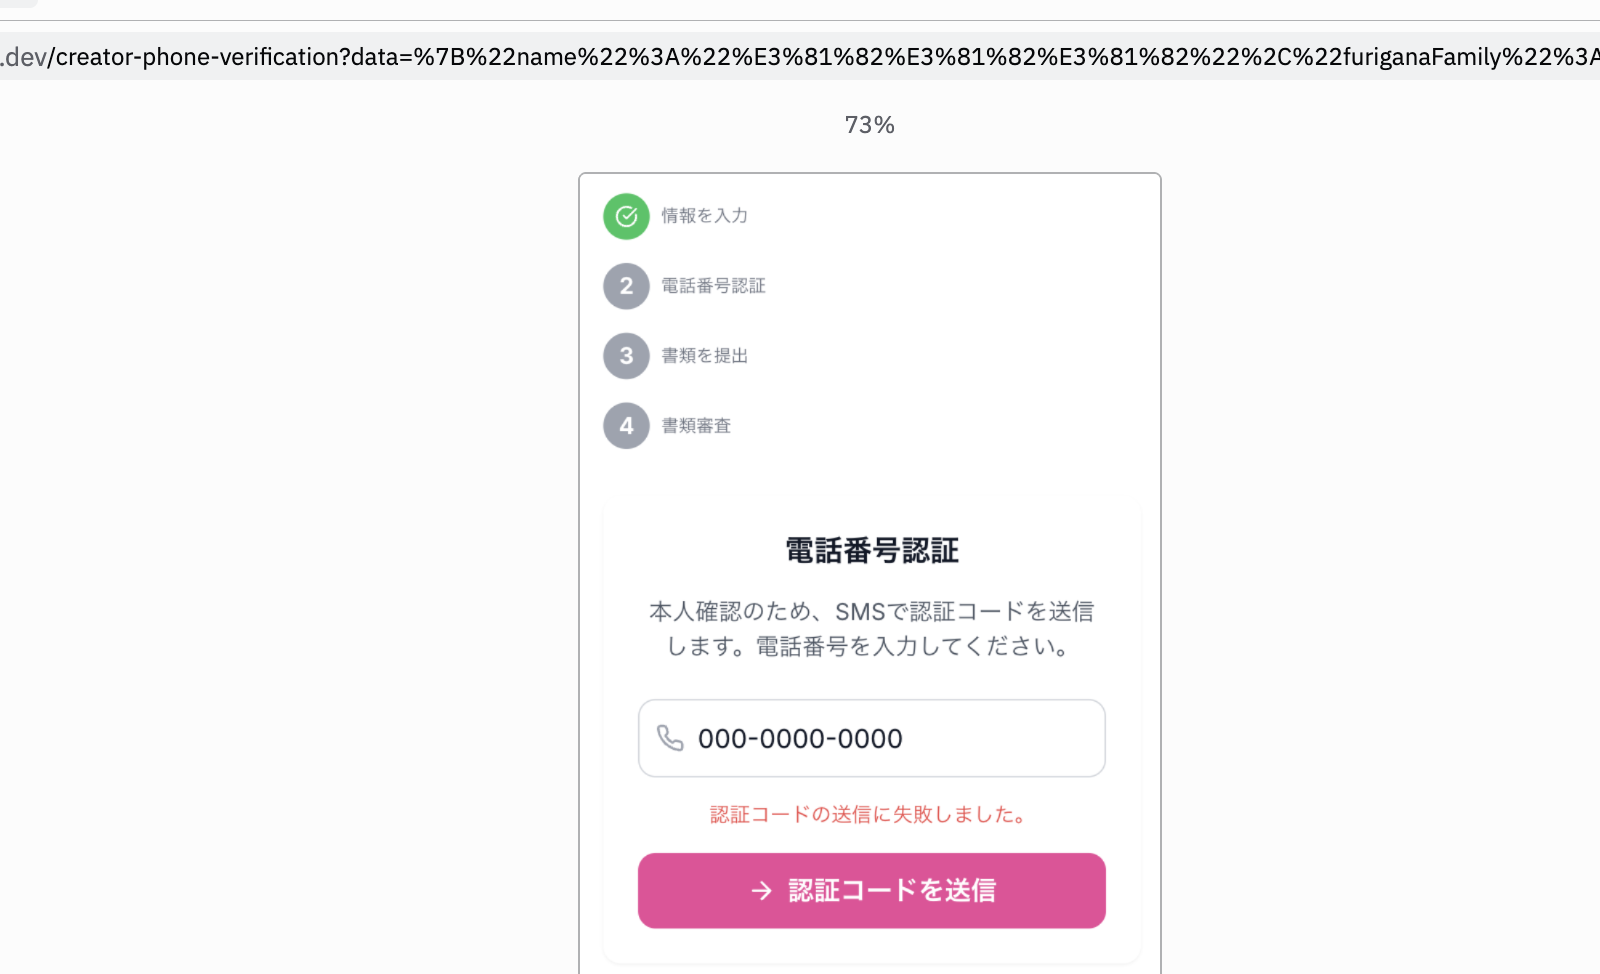 .dev/creator-phone-verification?data=%7B%22name%22%3A%22%E3%81%82%E3%81%82%E3%81%82%22%2C%22furiganaFamily%22%3A
73%
情報を入力
2 電話番号認証
3 書類を提出
4 書類審査
電話番号認証
本人確認のため、SMSで認証コードを送信
します。電話番号を入力してください。
000-0000-0000
認証コードの送信に失敗しました。
→ 認証コードを送信